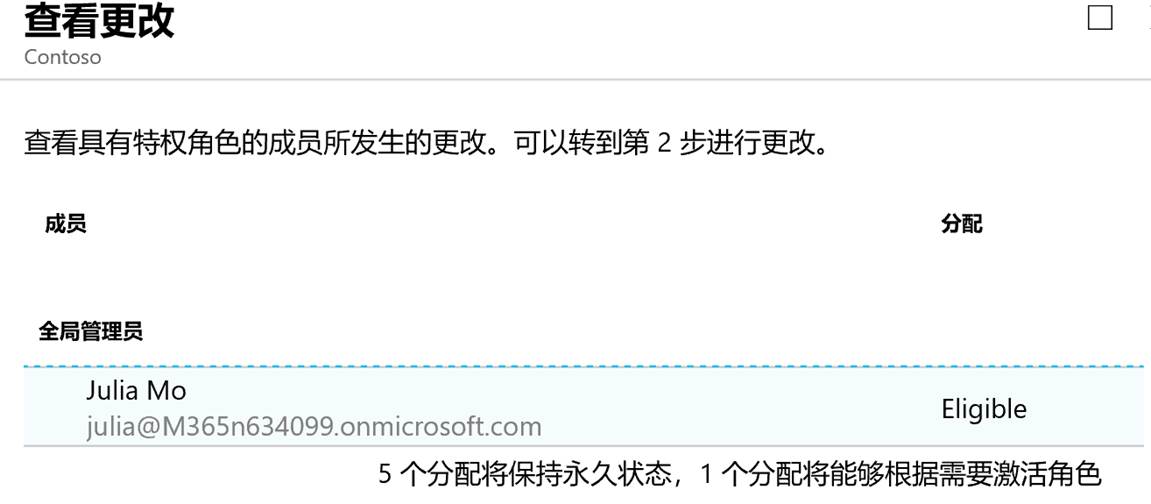 查看更改
Contoso
查看具有特权角色的成员所发生的更改。可以转到第 2 步进行更改。
成员 分配
全局管理员
Julia Mo
julia@M365n634099.onmicrosoft.com
Eligible
5 个分配将保持永久状态，1 个分配将能够根据需要激活角色